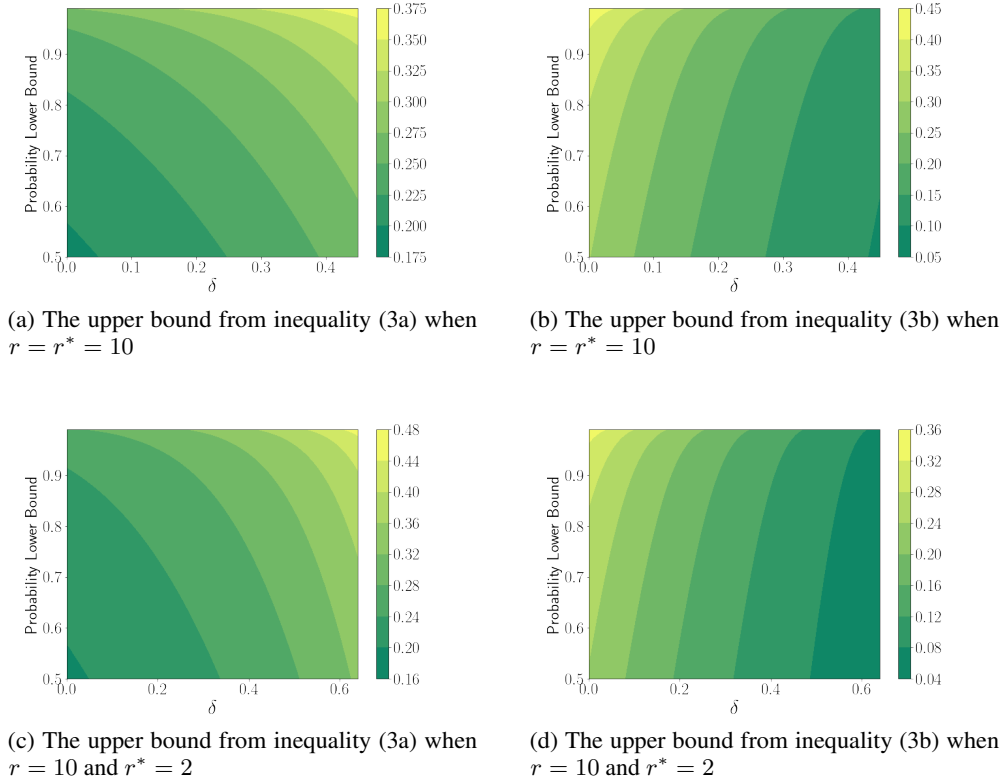 0.9
0.8
0.7
0.6
0.5
Probability Lower Bound
0.0 0.1 0.2 0.3 0.4
δ
0.375
0.350
0.325
0.300
0.275
0.250
0.225
0.200
0.175
0.9
0.8
0.7
0.6
0.5
Probability Lower Bound
0.0 0.1 0.2 0.3 0.4
δ
0.45
0.40
0.35
0.30
0.25
0.20
0.15
0.10
0.05
(a) The upper bound from inequality (3a) when
r = r* = 10
(b) The upper bound from inequality (3b) when
r = r* = 10
0.9
0.8
0.7
0.6
0.5
Probability Lower Bound
0.0 0.2 0.4 0.6
δ
0.48
0.44
0.40
0.36
0.32
0.28
0.24
0.20
0.16
0.9
0.8
0.7
0.6
0.5
Probability Lower Bound
0.0 0.2 0.4 0.6
δ
0.36
0.32
0.28
0.24
0.20
0.16
0.12
0.08
0.04
(c) The upper bound from inequality (3a) when
r = 10 and r* = 2
(d) The upper bound from inequality (3b) when
r = 10 and r* = 2